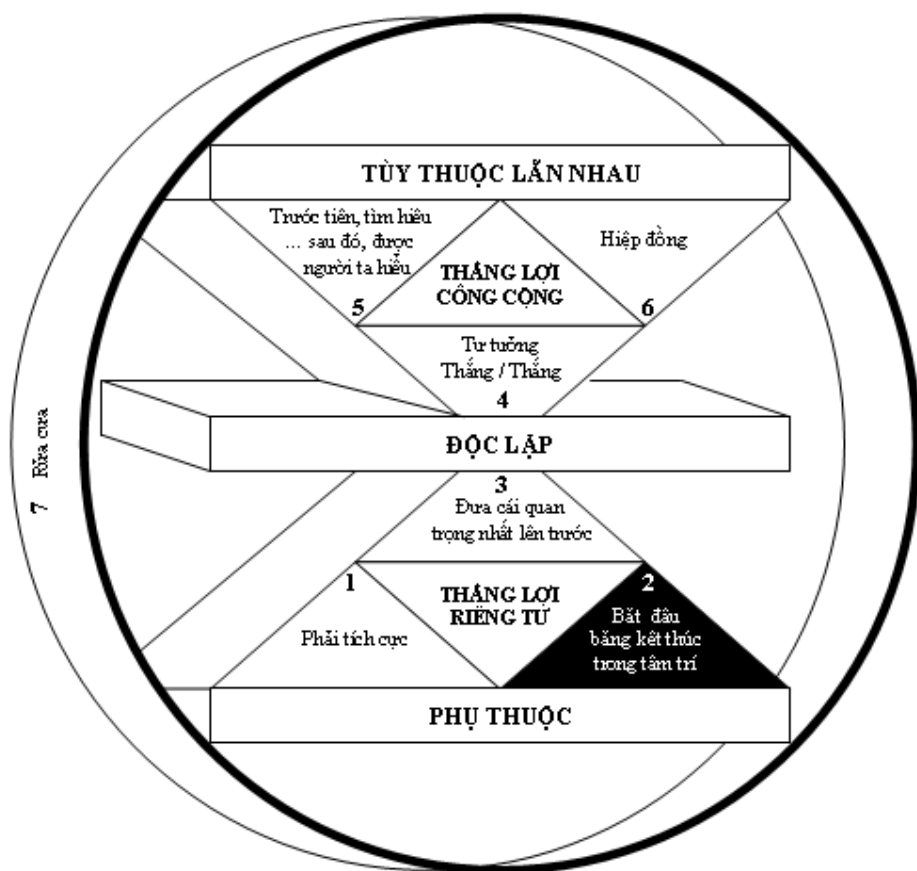 TÙY THUỘC LẪN NHAU
Trước tiên, tìm hiểu
... sau đó, được
người ta hiểu
5
Hiệp đồng
6
THẮNG LỢI
CÔNG CỘNG
Tư tưởng
Thắng / Thắng
4
ĐỘC LẬP
3
Đưa cái quan
trọng nhất lên trước
1
Phải tích cực
THẮNG LỢI
RIÊNG TƯ
2
Bắt đầu
bằng kết thúc
trong tâm trí
PHỤ THUỘC
7 Rửa cưa